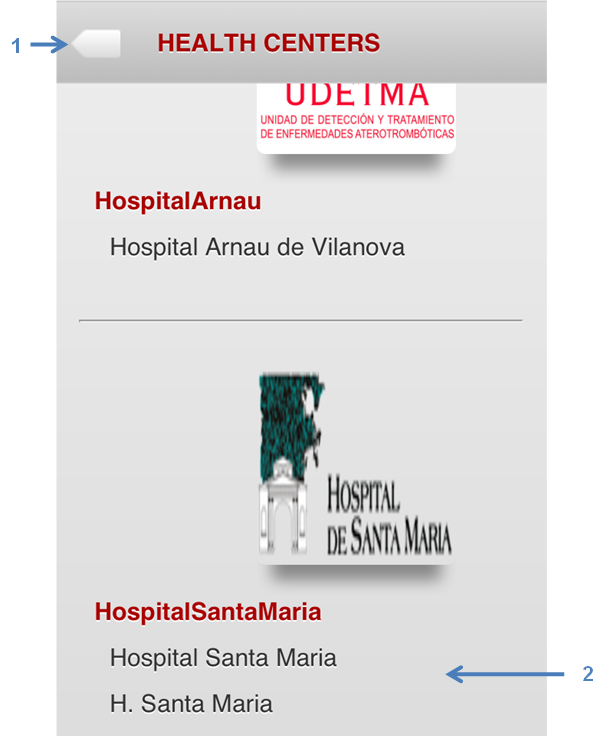 1
HEALTH CENTERS
UDETMA
UNIDAD DE DETECCIÓN Y TRATAMIENTO
DE ENFERMEDADES ATEROTROMBÓTICAS
HospitalArnau
Hospital Arnau de Vilanova
HOSPITAL
DE SANTA MARIA
HospitalSantaMaria
Hospital Santa Maria
2
H. Santa Maria